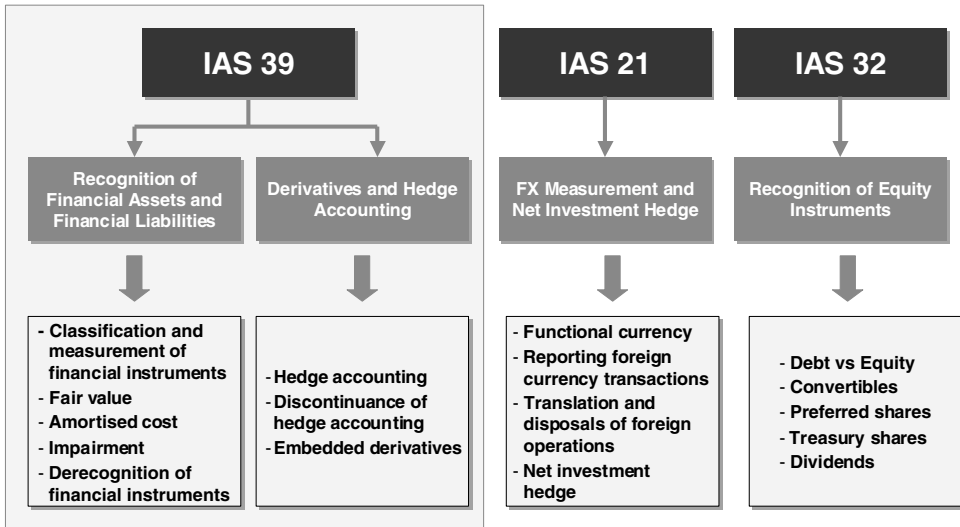 IAS 39
IAS 21
IAS 32
Recognition of
Financial Assets and
Financial Liabilities
Derivatives and Hedge
Accounting
FX Measurement and
Net Investment Hedge
Recognition of Equity
Instruments
- Classification and
measurement of
financial instruments
- Fair value
- Amortised cost
- Impairment
- Derecognition of
financial instruments
- Hedge accounting
- Discontinuance of
hedge accounting
- Embedded derivatives
- Functional currency
- Reporting foreign
currency transactions
- Translation and
disposals of foreign
operations
- Net investment
hedge
- Debt vs Equity
- Convertibles
- Preferred shares
- Treasury shares
- Dividends